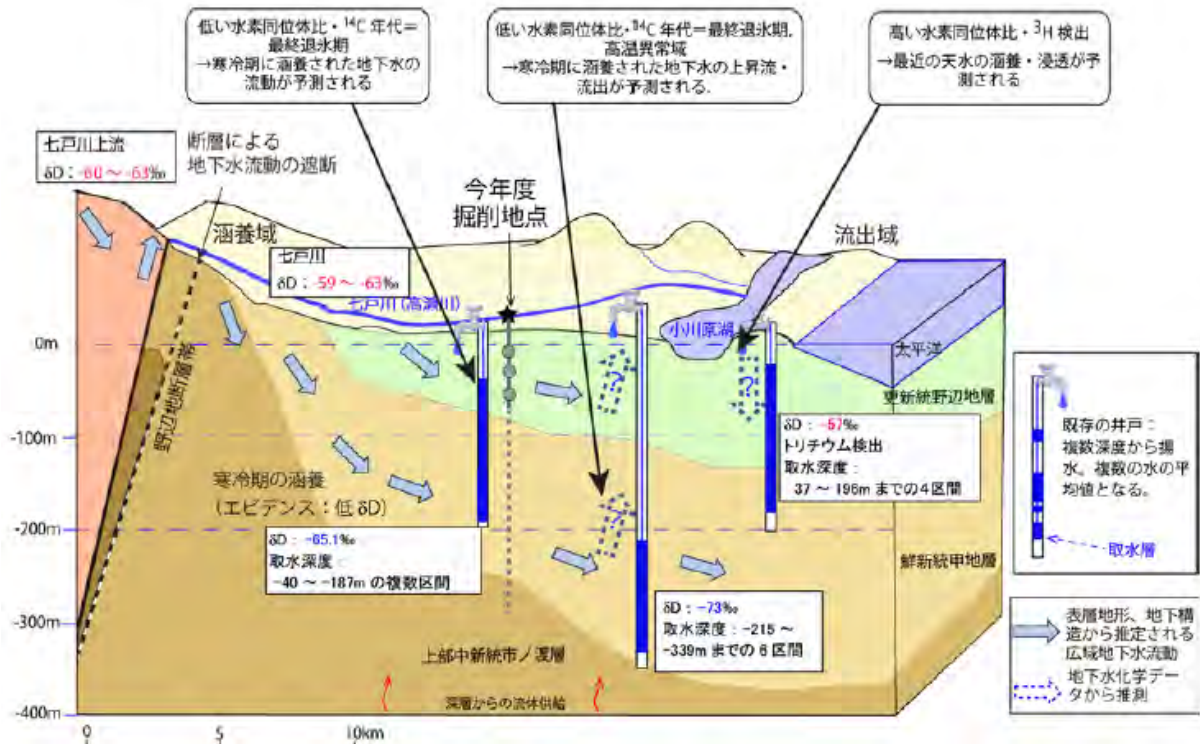 低い水素同位体比・¹⁴C 年代＝
最終退氷期
→寒冷期に涵養された地下水の
流動が予測される
低い水素同位体比・¹⁴C 年代＝最終退氷期,
高温異常域
→寒冷期に涵養された地下水の上昇流・
流出が予測される.
高い水素同位体比・³H 検出
→最近の天水の涵養・浸透が予
測される
七戸川上流
δD：-60～-63‰
断層による
地下水流動の遮断
今年度
掘削地点
涵養域
流出域
七戸川
δD：-59～-63‰
七戸川(高瀬川)
小川原湖
太平洋
0m
-100m
-200m
-300m
-400m
野辺地断層帯
更新統野辺地層
寒冷期の涵養
(エビデンス：低 δD)
δD：-65.1‰
取水深度：
-40 ～ -187m の複数区間
?
?
?
δD：-57‰
トリチウム検出
取水深度：
37 ～ 196m までの4区間
鮮新統甲地層
δD：-73‰
取水深度：-215 ～
-339m までの 6 区間
上部中新統市ノ渡層
深層からの流体供給
0
5
10km
既存の井戸：
複数深度から揚
水。複数の水の平
均値となる。
取水層
表層地形、地下構
造から推定される
広域地下水流動
地下水化学デー
タから推測